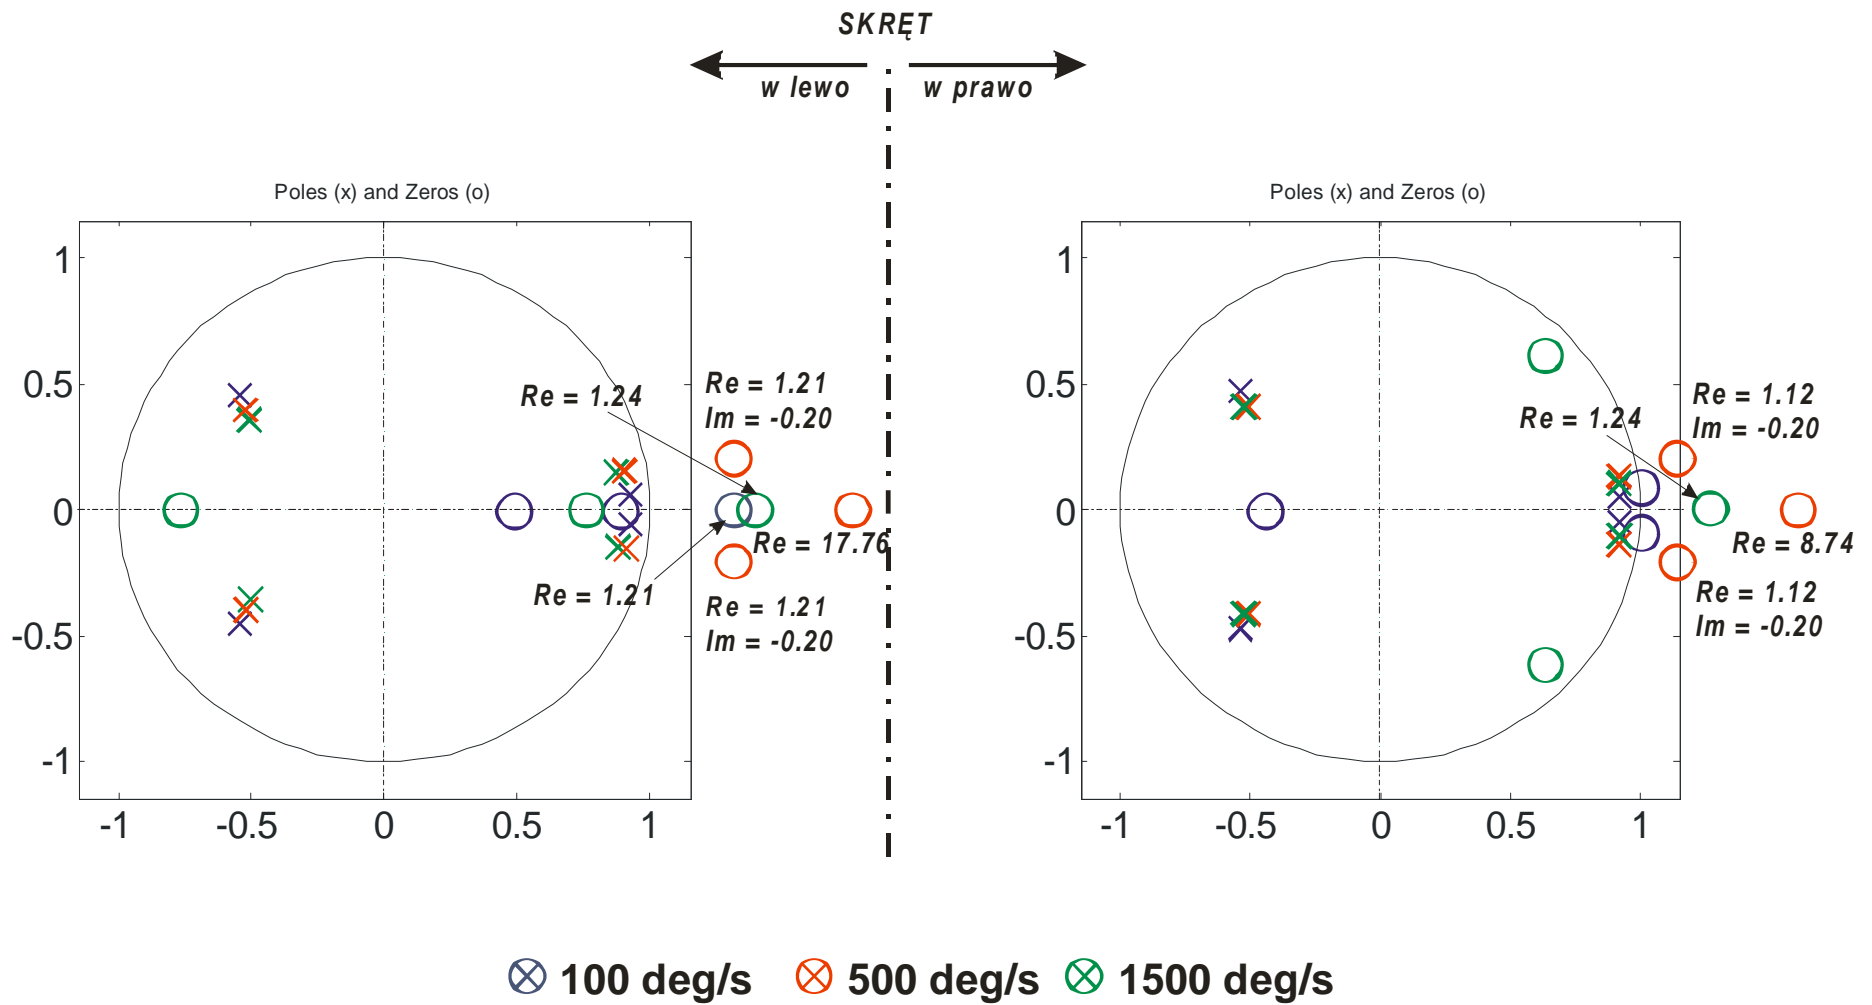 SKRĘT
w lewo w prawo
Poles (x) and Zeros (o)
1
0.5
0
-0.5
-1
-1 -0.5 0 0.5 1
Re = 1.24
Re = 1.21
Im = -0.20
Re = 17.76
Re = 1.21
Re = 1.21
Im = -0.20
Poles (x) and Zeros (o)
1
0.5
0
-0.5
-1
-1 -0.5 0 0.5 1
Re = 1.24
Re = 1.12
Im = -0.20
Re = 8.74
Re = 1.12
Im = -0.20
100 deg/s 500 deg/s 1500 deg/s